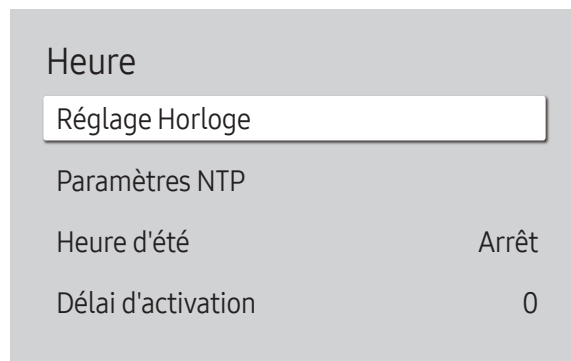 Heure
Réglage Horloge
Paramètres NTP
Heure d'été Arrêt
Délai d'activation 0